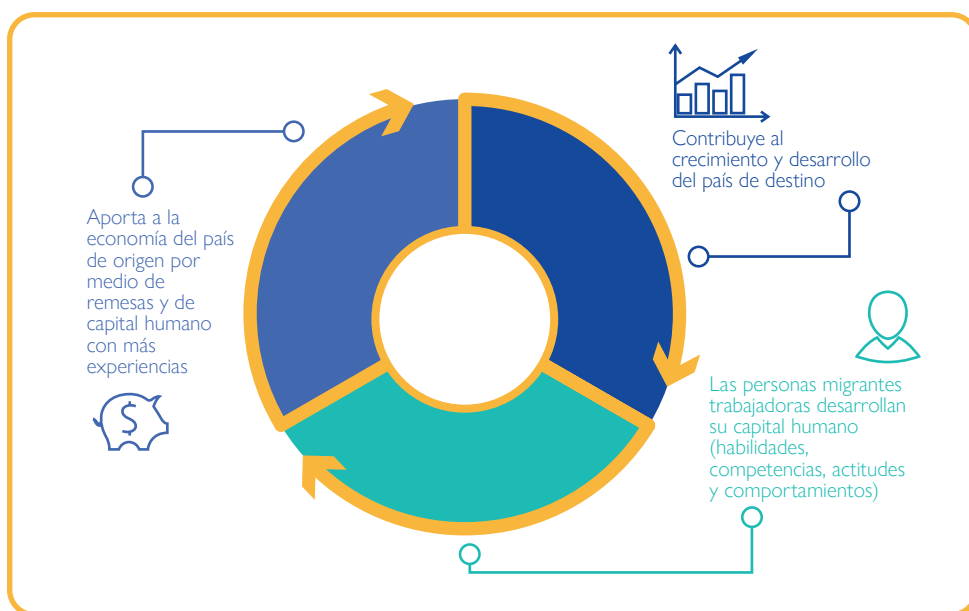 Contribuye al
crecimiento y desarrollo
del país de destino
Aporta a la
economía del país
de origen por
medio de
remesas y de
capital humano
con más
experiencias
$
Las personas migrantes
trabajadoras desarrollan
su capital humano
(habilidades,
competencias, actitudes
y comportamientos)